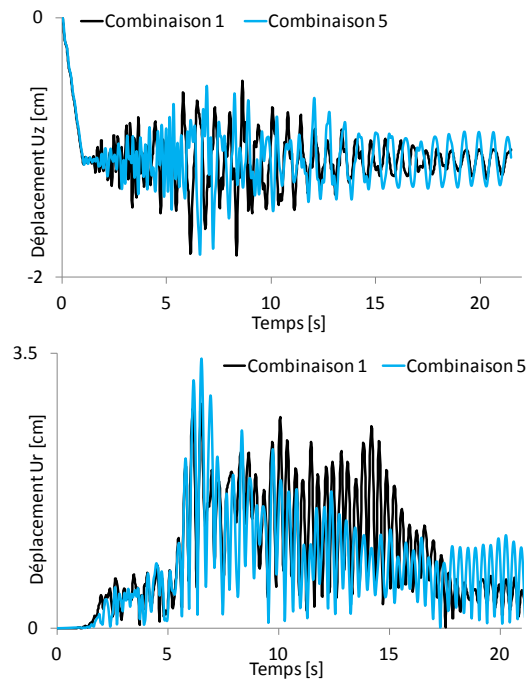 0
Combinaison 1
Combinaison 5
Déplacement Uz [cm]
-2
0
5
10
15
20
Temps [s]
3.5
Combinaison 1
Combinaison 5
Déplacement Ur [cm]
0
0
5
10
15
20
Temps [s]